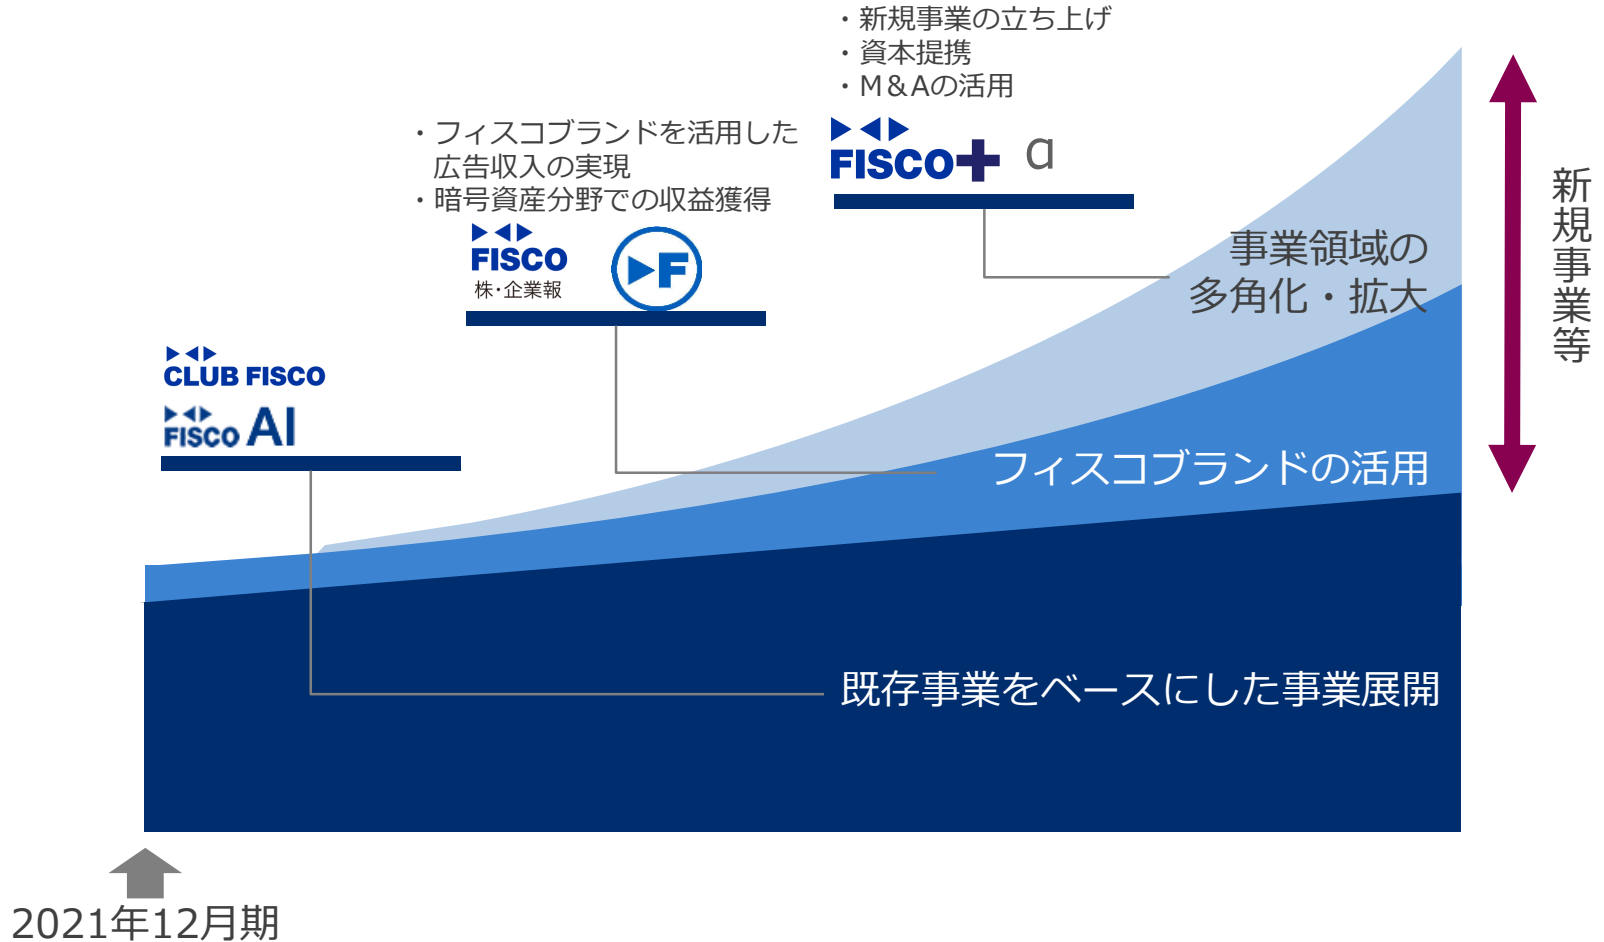 ・新規事業の立ち上げ
・資本提携
・M&Aの活用
FISCO+ α
・フィスコブランドを活用した
広告収入の実現
・暗号資産分野での収益獲得
FISCO
株・企業報
F
CLUB FISCO
FISCO AI
事業領域の
多角化・拡大
新規事業等
フィスコブランドの活用
既存事業をベースにした事業展開
2021年12月期